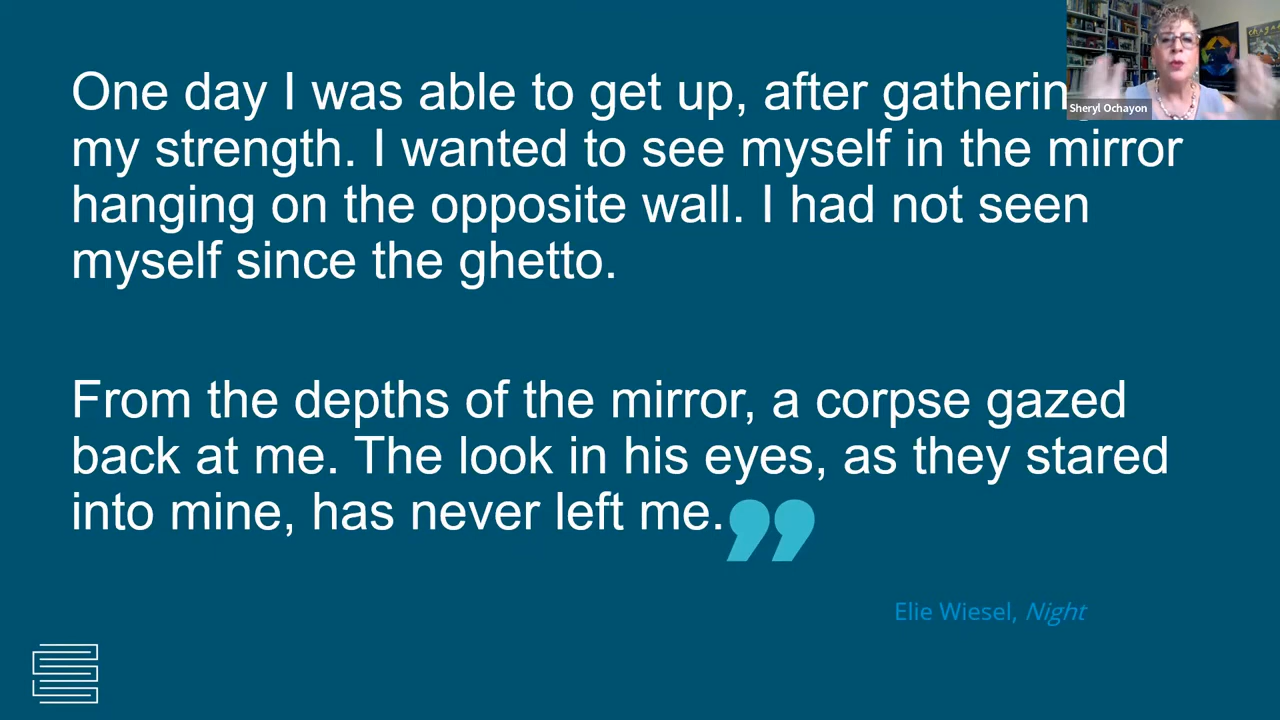 One day I was able to get up, after gathering
my strength. I wanted to see myself in the mirror
hanging on the opposite wall. I had not seen
myself since the ghetto.
From the depths of the mirror, a corpse gazed
back at me. The look in his eyes, as they stared
into mine, has never left me.”
Elie Wiesel, Night
Sheryl Ochayon